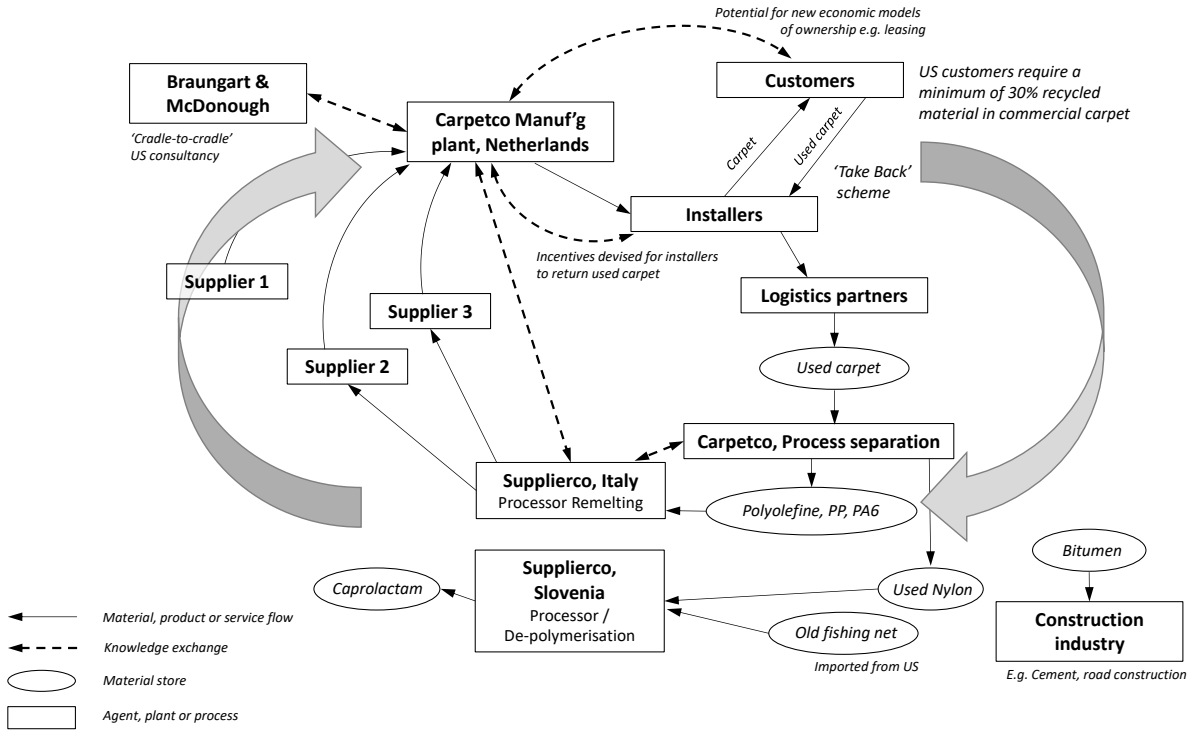 Potential for new economic models
of ownership e.g. leasing
Braungart &
McDonough
Customers
US customers require a
minimum of 30% recycled
material in commercial carpet
Carpetco Manuf'g
plant, Netherlands
'Cradle-to-cradle'
US consultancy
Carpet
Used carpet
'Take Back'
scheme
Installers
Incentives devised for installers
to return used carpet
Supplier 1
Logistics partners
Supplier 3
Supplier 2
Used carpet
Carpetco, Process separation
Supplierco, Italy
Processor Remelting
Polyolefine, PP, PA6
Bitumen
Supplierco,
Slovenia
Processor /
De-polymerisation
Caprolactam
Used Nylon
Old fishing net
Imported from US
Construction
industry
E.g. Cement, road construction
Material, product or service flow
Knowledge exchange
Material store
Agent, plant or process